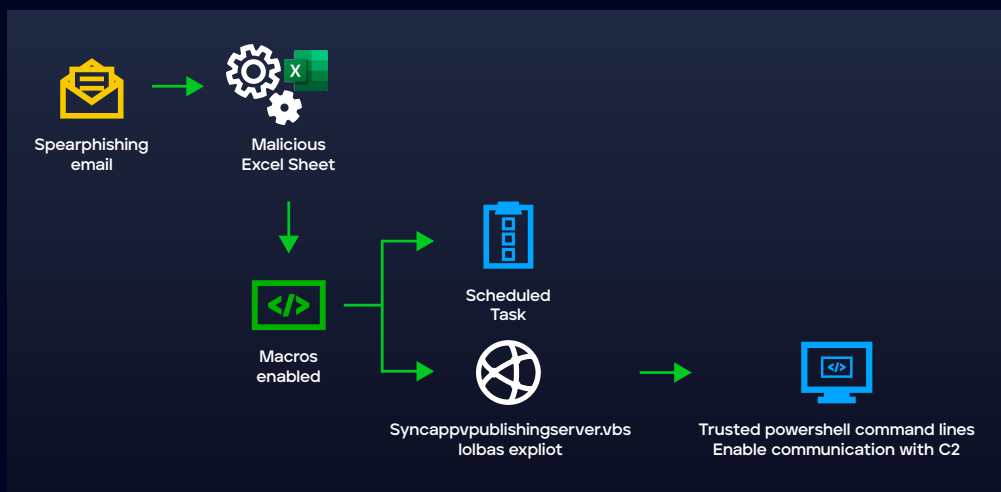 X
Spearphishing
email
Malicious
Excel Sheet
</>
Macros
enabled
Scheduled
Task
Syncappvpublishingserver.vbs
lolbas expliot
</>
Trusted powershell command lines
Enable communication with C2